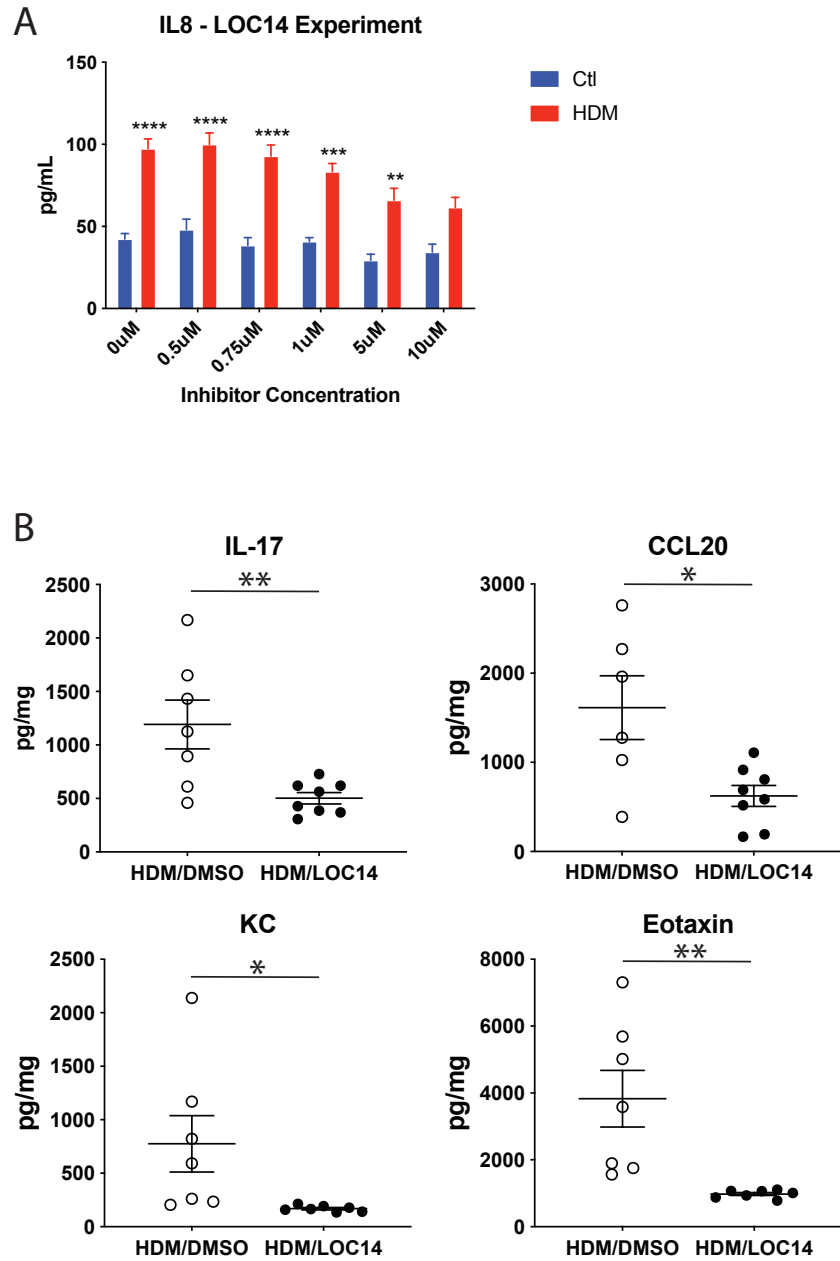 A
IL8 - LOC14 Experiment
150
100
50
0
pg/mL
****
****
****
***
**
0uM
0.5uM
0.75uM
1uM
5uM
10uM
Inhibitor Concentration
Ctl
HDM
B
IL-17
**
2500
2000
1500
1000
500
0
pg/mg
HDM/DMSO HDM/LOC14
CCL20
*
3000
2000
1000
0
pg/mg
HDM/DMSO HDM/LOC14
KC
*
2500
2000
1500
1000
500
0
pg/mg
HDM/DMSO HDM/LOC14
Eotaxin
**
8000
6000
4000
2000
0
pg/mg
HDM/DMSO HDM/LOC14